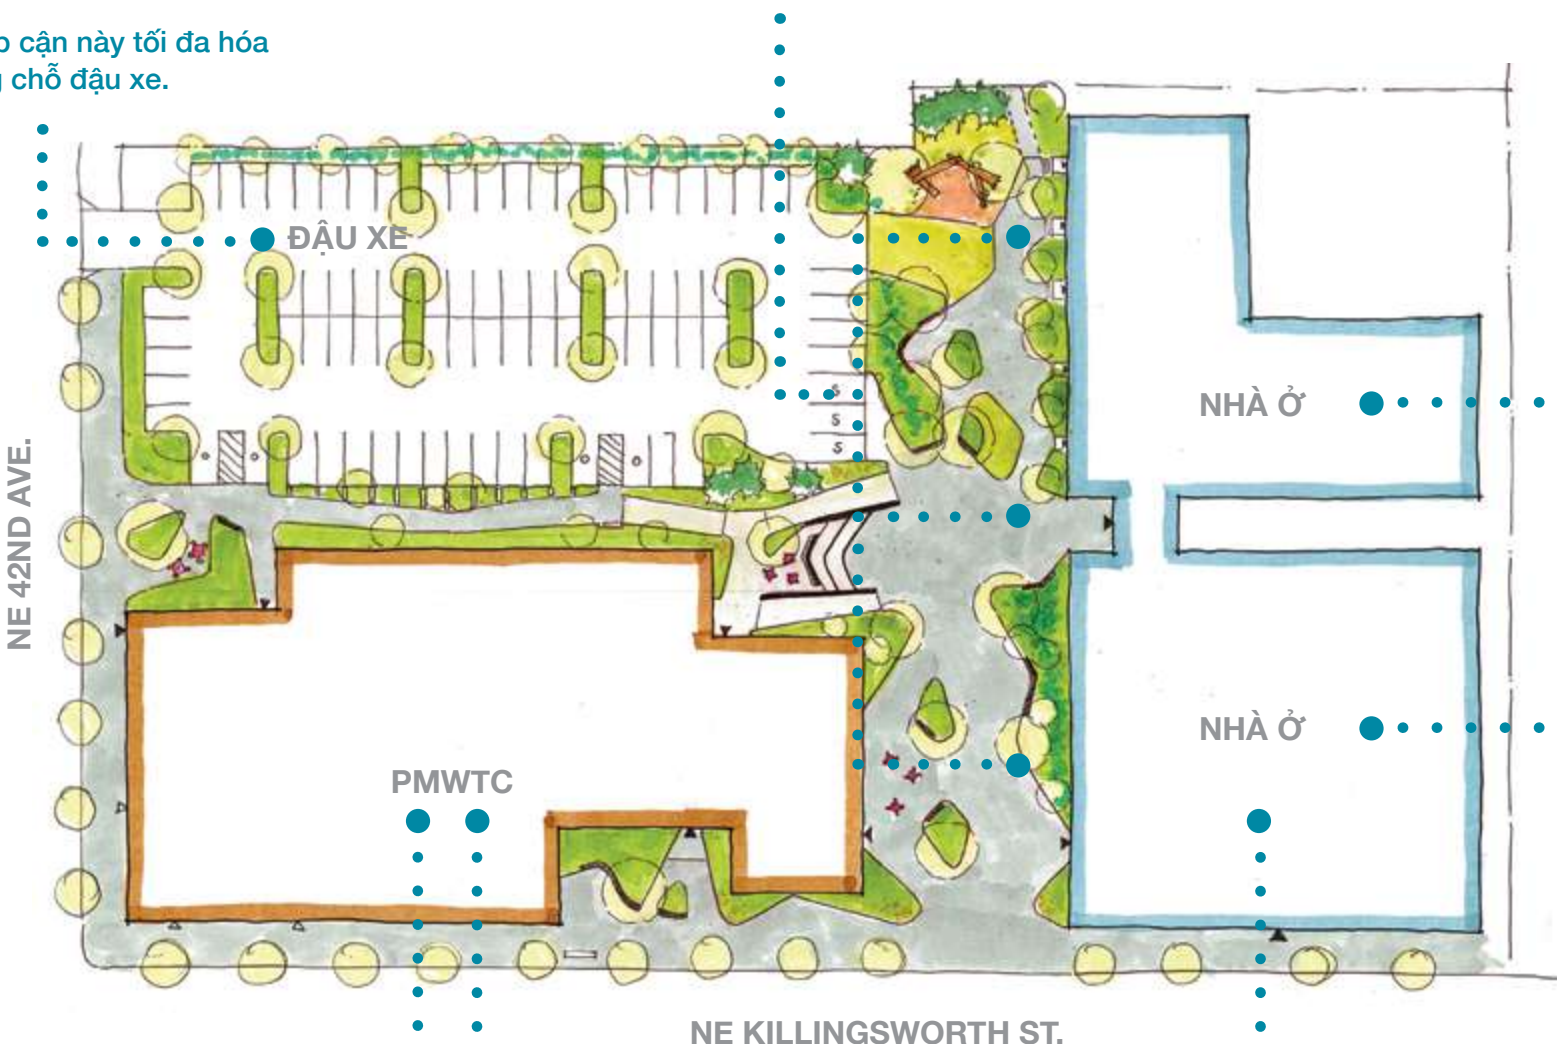 cận này tối đa hóa
chỗ đậu xe.
ĐẬU XE
NHÀ Ở
S
S
S
NE 42ND AVE.
NHÀ Ở
PMWTC
NE KILLINGSWORTH ST.